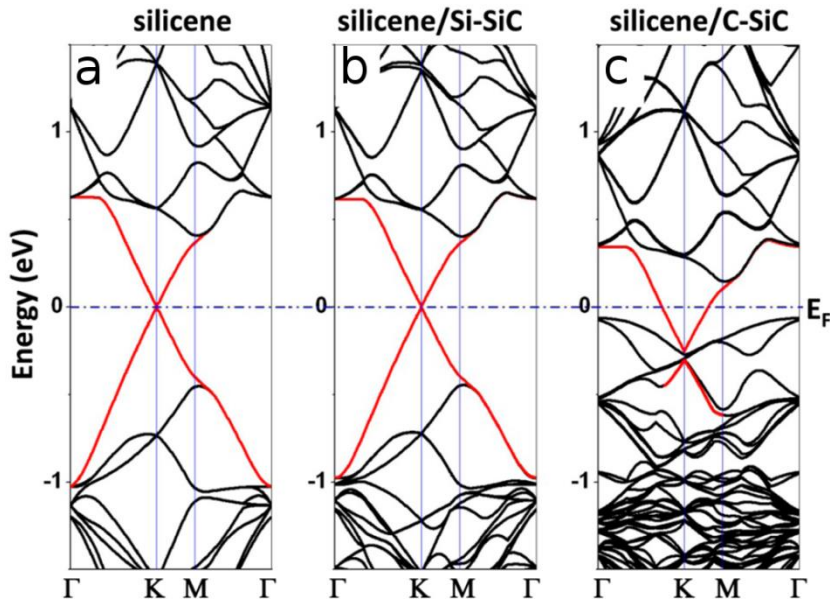 silicene silicene/Si-SiC silicene/C-SiC
a b c
1 1 1
Energy (eV)
0 0 0 E_F
-1 -1 -1
Γ K M Γ Γ K M Γ Γ K M Γ